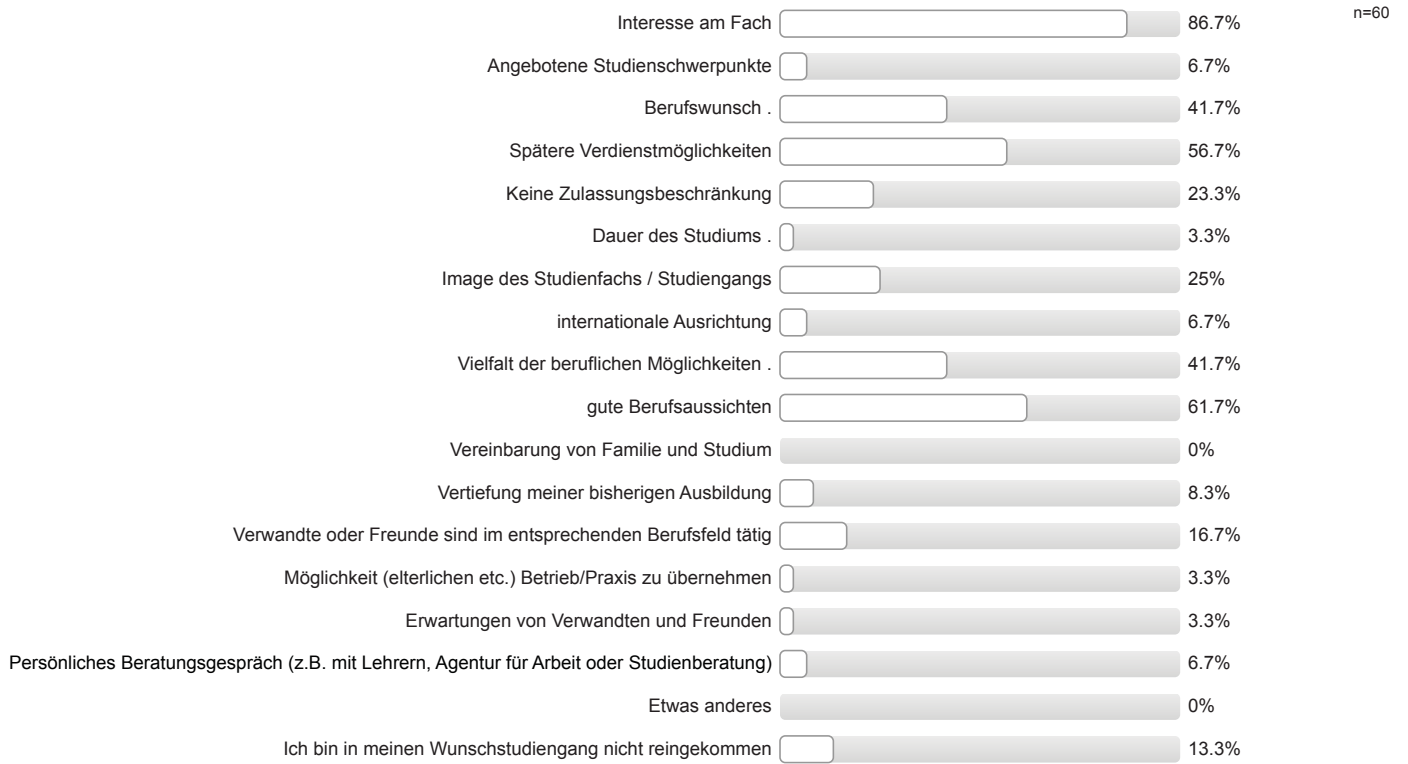 n=60
Interesse am Fach 86.7%
Angebotene Studienschwerpunkte 6.7%
Berufswunsch . 41.7%
Spätere Verdienstmöglichkeiten 56.7%
Keine Zulassungsbeschränkung 23.3%
Dauer des Studiums . 3.3%
Image des Studienfachs / Studiengangs 25%
internationale Ausrichtung 6.7%
Vielfalt der beruflichen Möglichkeiten . 41.7%
gute Berufsaussichten 61.7%
Vereinbarung von Familie und Studium 0%
Vertiefung meiner bisherigen Ausbildung 8.3%
Verwandte oder Freunde sind im entsprechenden Berufsfeld tätig 16.7%
Möglichkeit (elterlichen etc.) Betrieb/Praxis zu übernehmen 3.3%
Erwartungen von Verwandten und Freunden 3.3%
Persönliches Beratungsgespräch (z.B. mit Lehrern, Agentur für Arbeit oder Studienberatung) 6.7%
Etwas anderes 0%
Ich bin in meinen Wunschstudiengang nicht reingekommen 13.3%